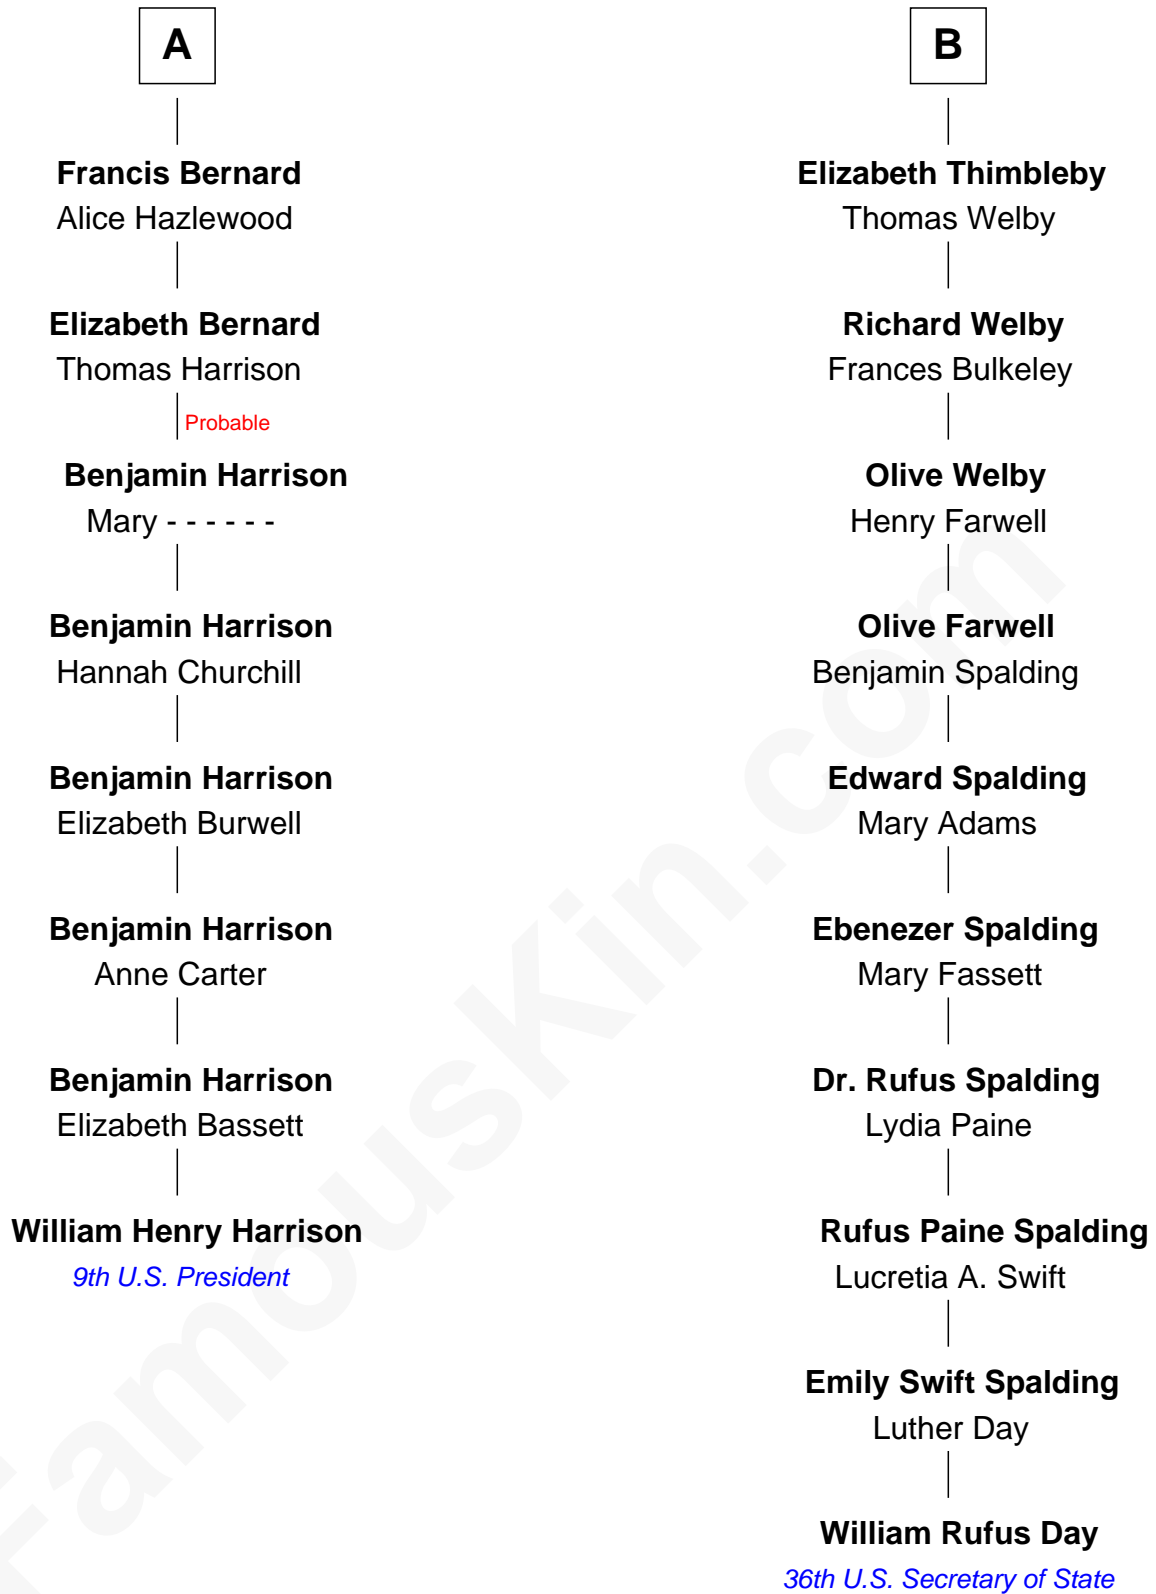 A
Francis Bernard
Alice Hazlewood
Elizabeth Bernard
Thomas Harrison
Probable
Benjamin Harrison
Mary - - - - - -
Benjamin Harrison
Hannah Churchill
Benjamin Harrison
Elizabeth Burwell
Benjamin Harrison
Anne Carter
Benjamin Harrison
Elizabeth Bassett
William Henry Harrison
9th U.S. President
B
Elizabeth Thimbleby
Thomas Welby
Richard Welby
Frances Bulkeley
Olive Welby
Henry Farwell
Olive Farwell
Benjamin Spalding
Edward Spalding
Mary Adams
Ebenezer Spalding
Mary Fassett
Dr. Rufus Spalding
Lydia Paine
Rufus Paine Spalding
Lucretia A. Swift
Emily Swift Spalding
Luther Day
William Rufus Day
36th U.S. Secretary of State
FamousKin.com